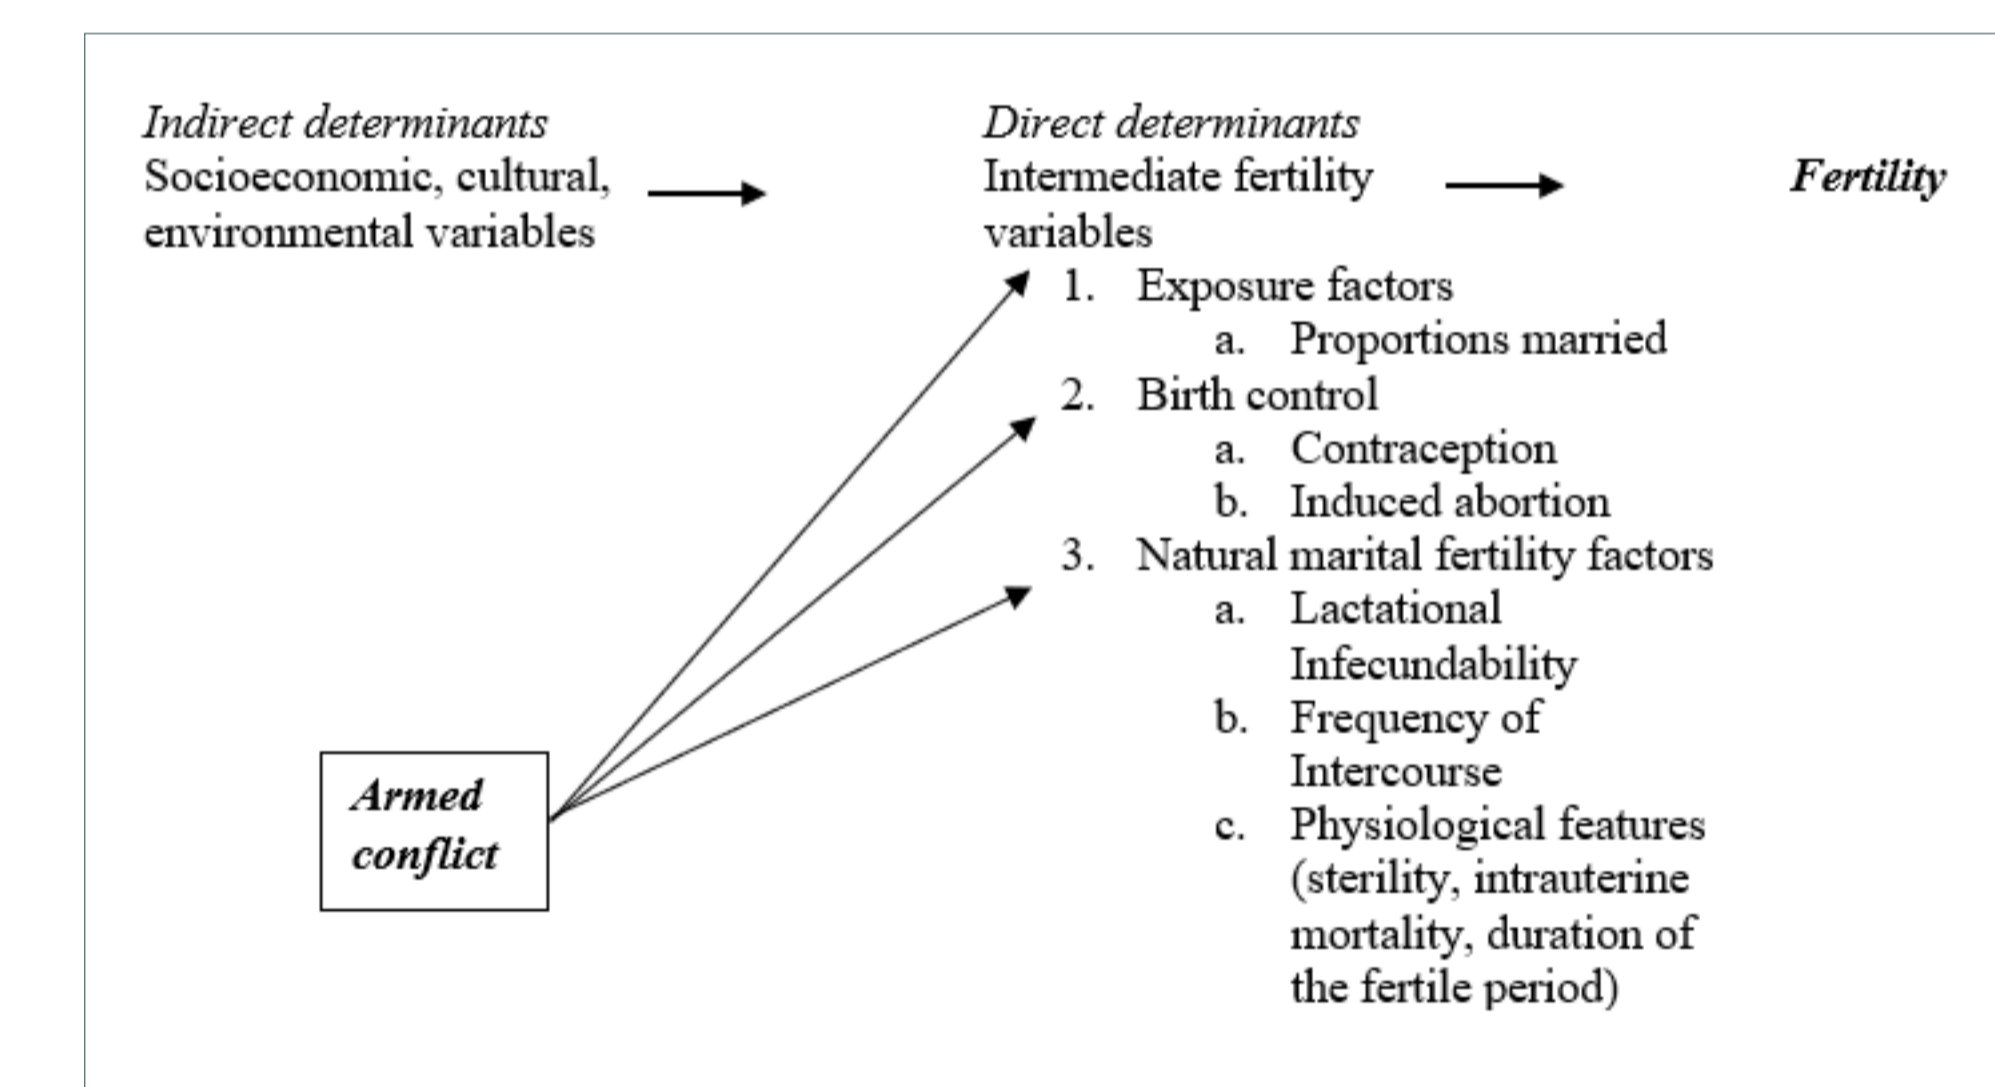 Indirect determinants
Socioeconomic, cultural,
environmental variables
Direct determinants
Intermediate fertility
variables
1. Exposure factors
a. Proportions married
2. Birth control
a. Contraception
b. Induced abortion
3. Natural marital fertility factors
a. Lactational
Infecundability
b. Frequency of
Intercourse
c. Physiological features
(sterility, intrauterine
mortality, duration of
the fertile period)
Fertility
Armed
conflict